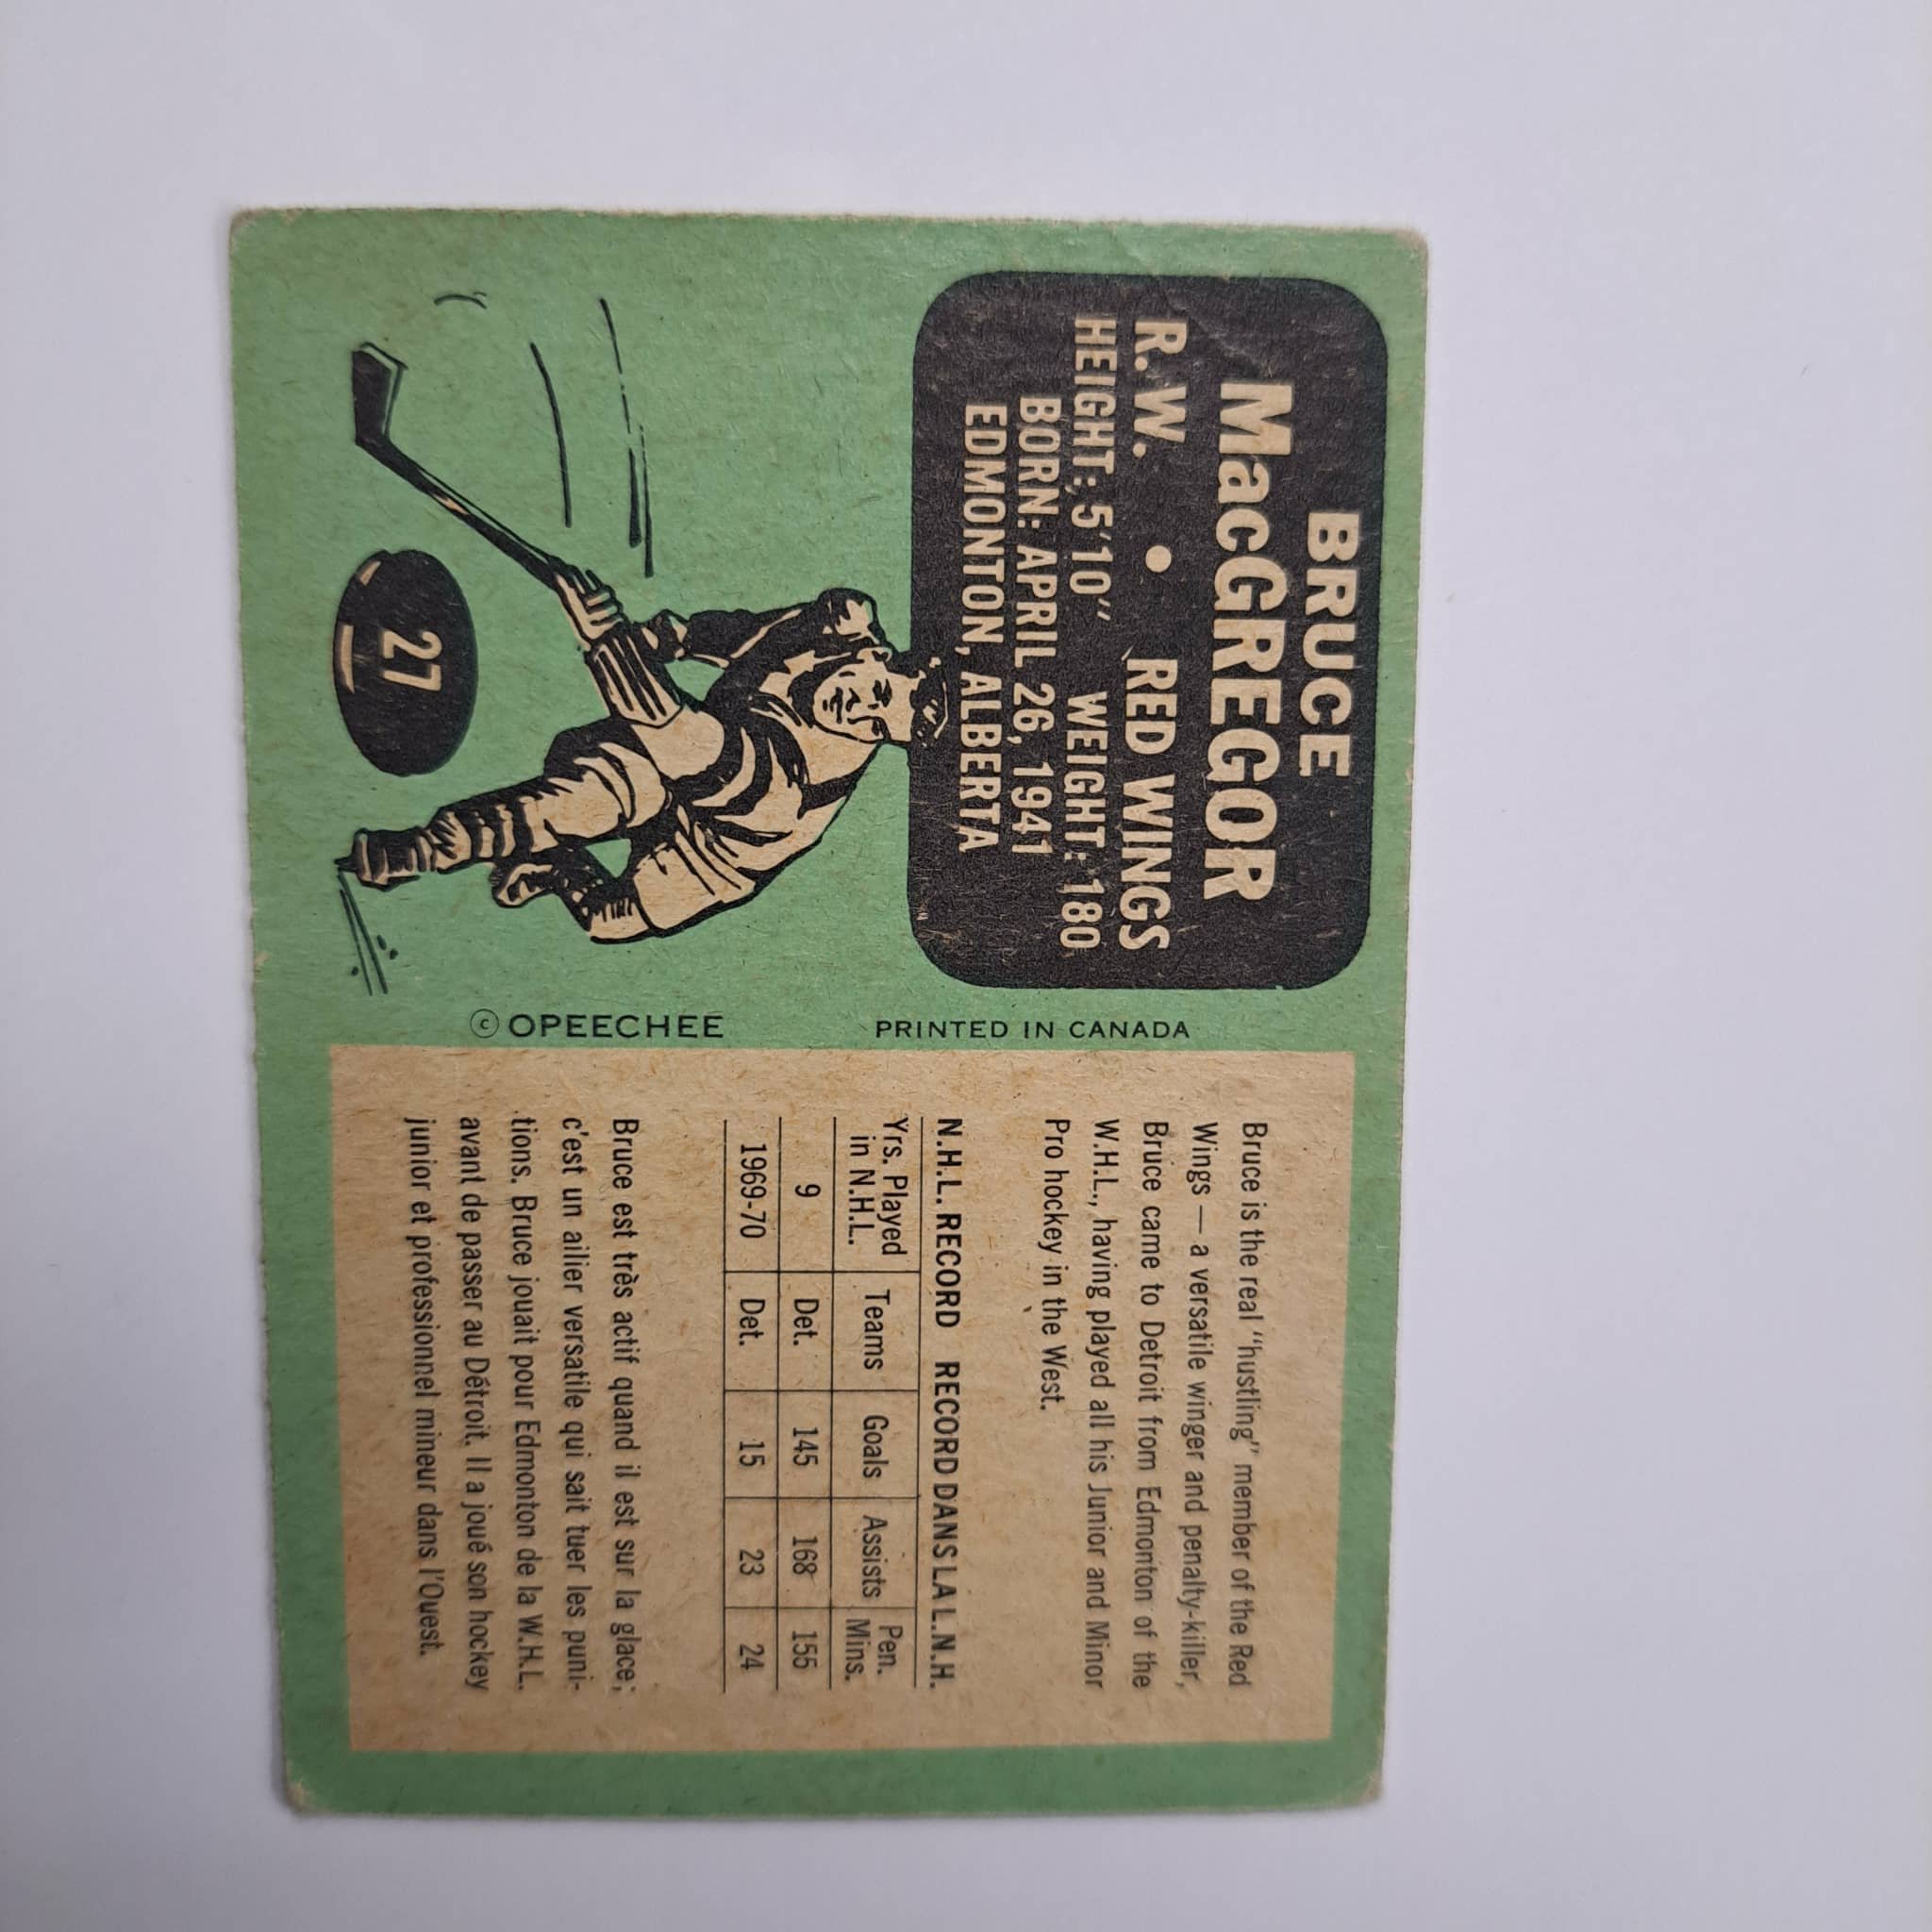 BRUCE
MacGREGOR
R. W. • RED WINGS
HEIGHT: 5'10" WEIGHT: 180
BORN: APRIL 26, 1941
EDMONTON, ALBERTA
27
© OPEECHEE PRINTED IN CANADA
Bruce is the real "hustling" member of the Red
Wings — a versatile winger and penalty-killer,
Bruce came to Detroit from Edmonton of the
W.H.L., having played all his Junior and Minor
Pro hockey in the West.
N.H.L. RECORD RECORD DANS LA L.N.H.
Yrs. Played in N.H.L. Teams Goals Assists Pen. Mins.
9 Det. 145 168 155
1969-70 Det. 15 23 24
Bruce est très actif quand il est sur la glace;
c'est un ailier versatile qui sait tuer les puni-
tions. Bruce jouait pour Edmonton de la W.H.L.
avant de passer au Détroit. Il a joué son hockey
junior et professionnel mineur dans l'Ouest.